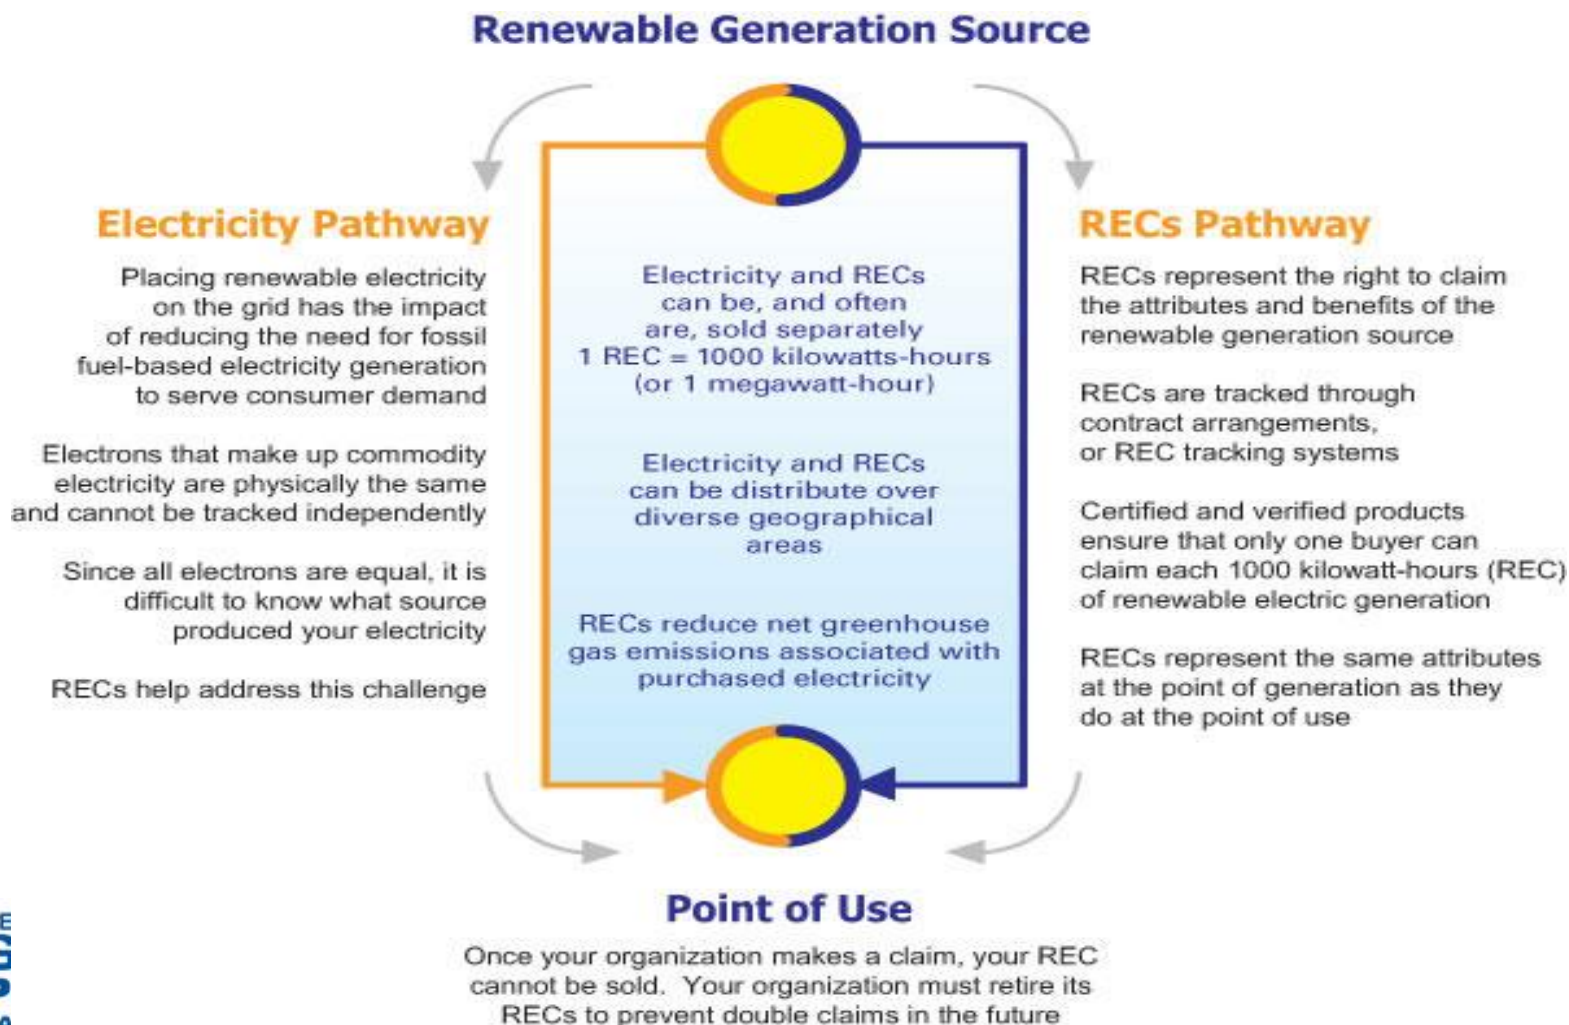 Renewable Generation Source
Electricity Pathway
Placing renewable electricity
on the grid has the impact
of reducing the need for fossil
fuel-based electricity generation
to serve consumer demand
Electrons that make up commodity
electricity are physically the same
and cannot be tracked independently
Since all electrons are equal, it is
difficult to know what source
produced your electricity
RECs help address this challenge
Electricity and RECs
can be, and often
are, sold separately
1 REC = 1000 kilowatts-hours
(or 1 megawatt-hour)
Electricity and RECs
can be distribute over
diverse geographical
areas
RECs reduce net greenhouse
gas emissions associated with
purchased electricity
RECs Pathway
RECs represent the right to claim
the attributes and benefits of the
renewable generation source
RECs are tracked through
contract arrangements,
or REC tracking systems
Certified and verified products
ensure that only one buyer can
claim each 1000 kilowatt-hours (REC)
of renewable electric generation
RECs represent the same attributes
at the point of generation as they
do at the point of use
Point of Use
Once your organization makes a claim, your REC
cannot be sold.  Your organization must retire its
RECs to prevent double claims in the future